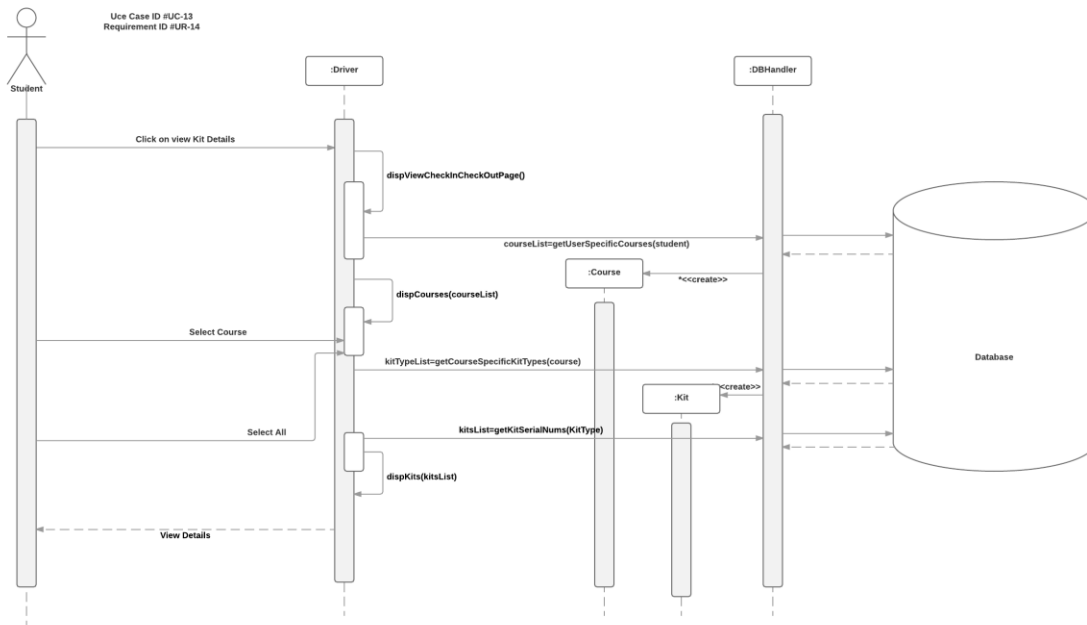 Uce Case ID #UC-13
Requirement ID #UR-14
Student
:Driver
:DBHandler
Click on view Kit Details
dispViewCheckInCheckOutPage()
courseList=getUserSpecificCourses(student)
:Course
*<<create>>
dispCourses(courseList)
Select Course
Database
kitTypeList=getCourseSpecificKitTypes(course)
<create>>
:Kit
Select All
kitsList=getKitSerialNums(KitType)
dispKits(kitsList)
View Details